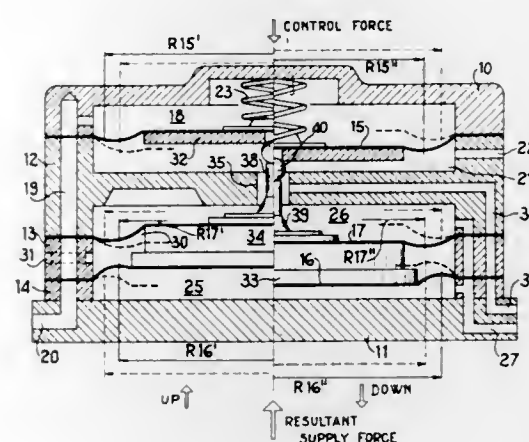 CONTROL FORCE
R15'
R15"
10
18
23
40
15
32
22
12
38
21
35
19
26
39
13
34
17
R17'
R17"
30
31
16
14
33
25
20
27
R16'
11
R16"
UP
DOWN
RESULTANT
SUPPLY FORCE